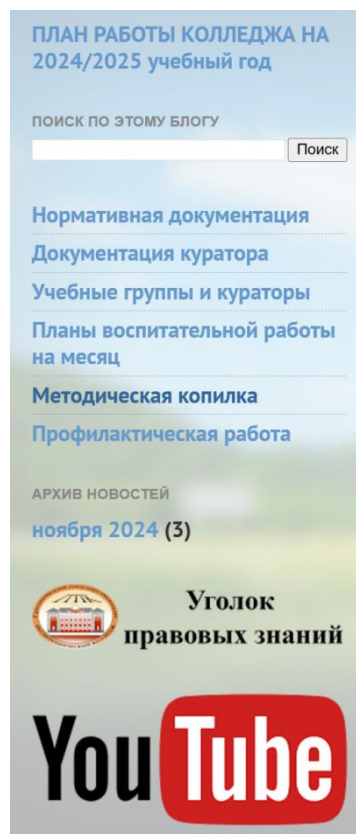 ПЛАН РАБОТЫ КОЛЛЕДЖА НА
2024/2025 учебный год
ПОИСК ПО ЭТОМУ БЛОГУ
Поиск
Нормативная документация
Документация куратора
Учебные группы и кураторы
Планы воспитательной работы
на месяц
Методическая копилка
Профилактическая работа
АРХИВ НОВОСТЕЙ
ноября 2024 (3)
Уголок
правовых знаний
YouTube